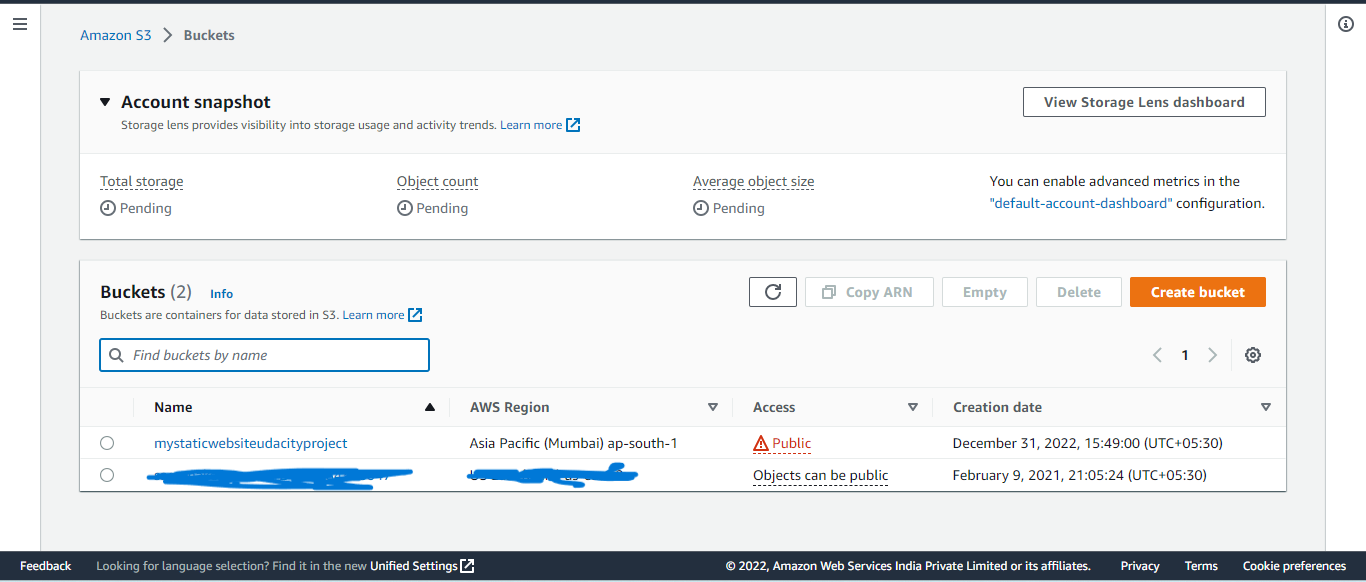 Amazon S3 > Buckets
Account snapshot
View Storage Lens dashboard
Storage lens provides visibility into storage usage and activity trends. Learn more
Total storage
Object count
Average object size
You can enable advanced metrics in the
"default-account-dashboard" configuration.
Pending
Pending
Pending
Buckets (2) Info
Copy ARN
Empty
Delete
Create bucket
Buckets are containers for data stored in S3. Learn more
Find buckets by name
1
Name
AWS Region
Access
Creation date
mystaticwebsiteudacityproject
Asia Pacific (Mumbai) ap-south-1
Public
December 31, 2022, 15:49:00 (UTC+05:30)
Objects can be public
February 9, 2021, 21:05:24 (UTC+05:30)
Feedback
Looking for language selection? Find it in the new Unified Settings
© 2022, Amazon Web Services India Private Limited or its affiliates.
Privacy
Terms
Cookie preferences